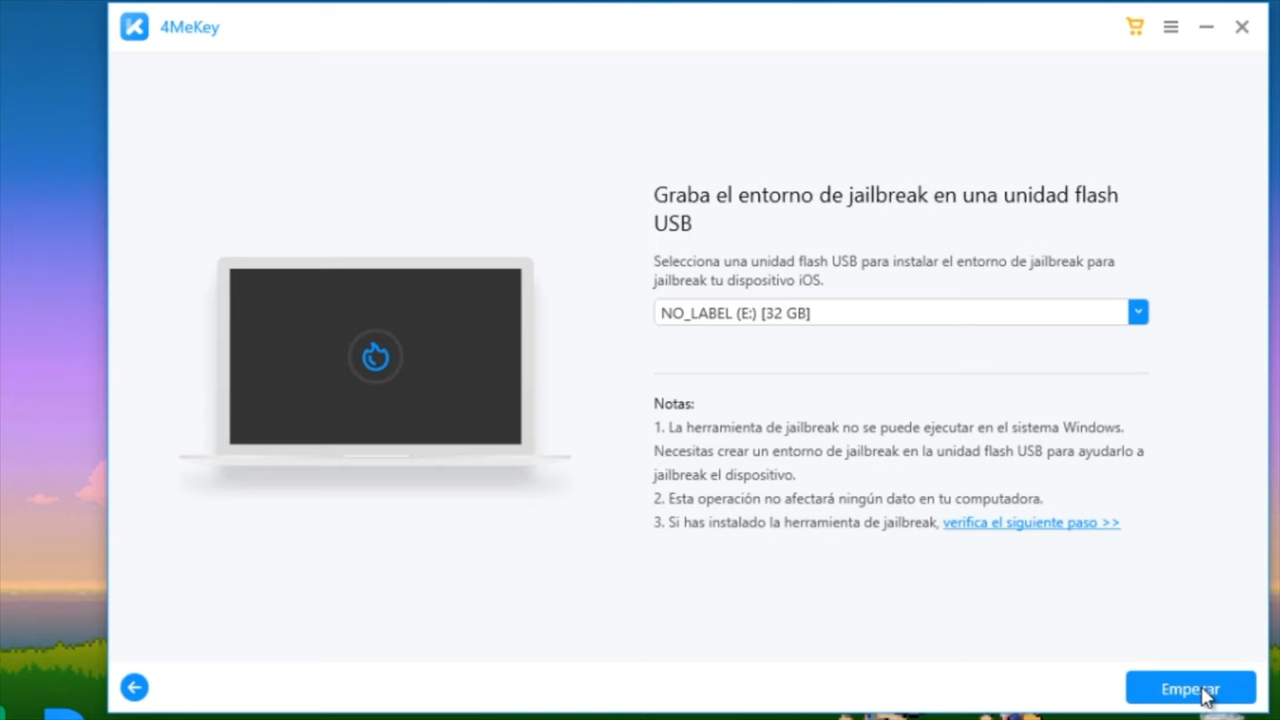 4MeKey
Graba el entorno de jailbreak en una unidad flash
USB
Selecciona una unidad flash USB para instalar el entorno de jailbreak para
jailbreak tu dispositivo iOS.
NO_LABEL (E:) [32 GB]
Notas:
1. La herramienta de jailbreak no se puede ejecutar en el sistema Windows.
Necesitas crear un entorno de jailbreak en la unidad flash USB para ayudarlo a
jailbreak el dispositivo.
2. Esta operación no afectará ningún dato en tu computadora.
3. Si has instalado la herramienta de jailbreak, verifica el siguiente paso >>
Empezar